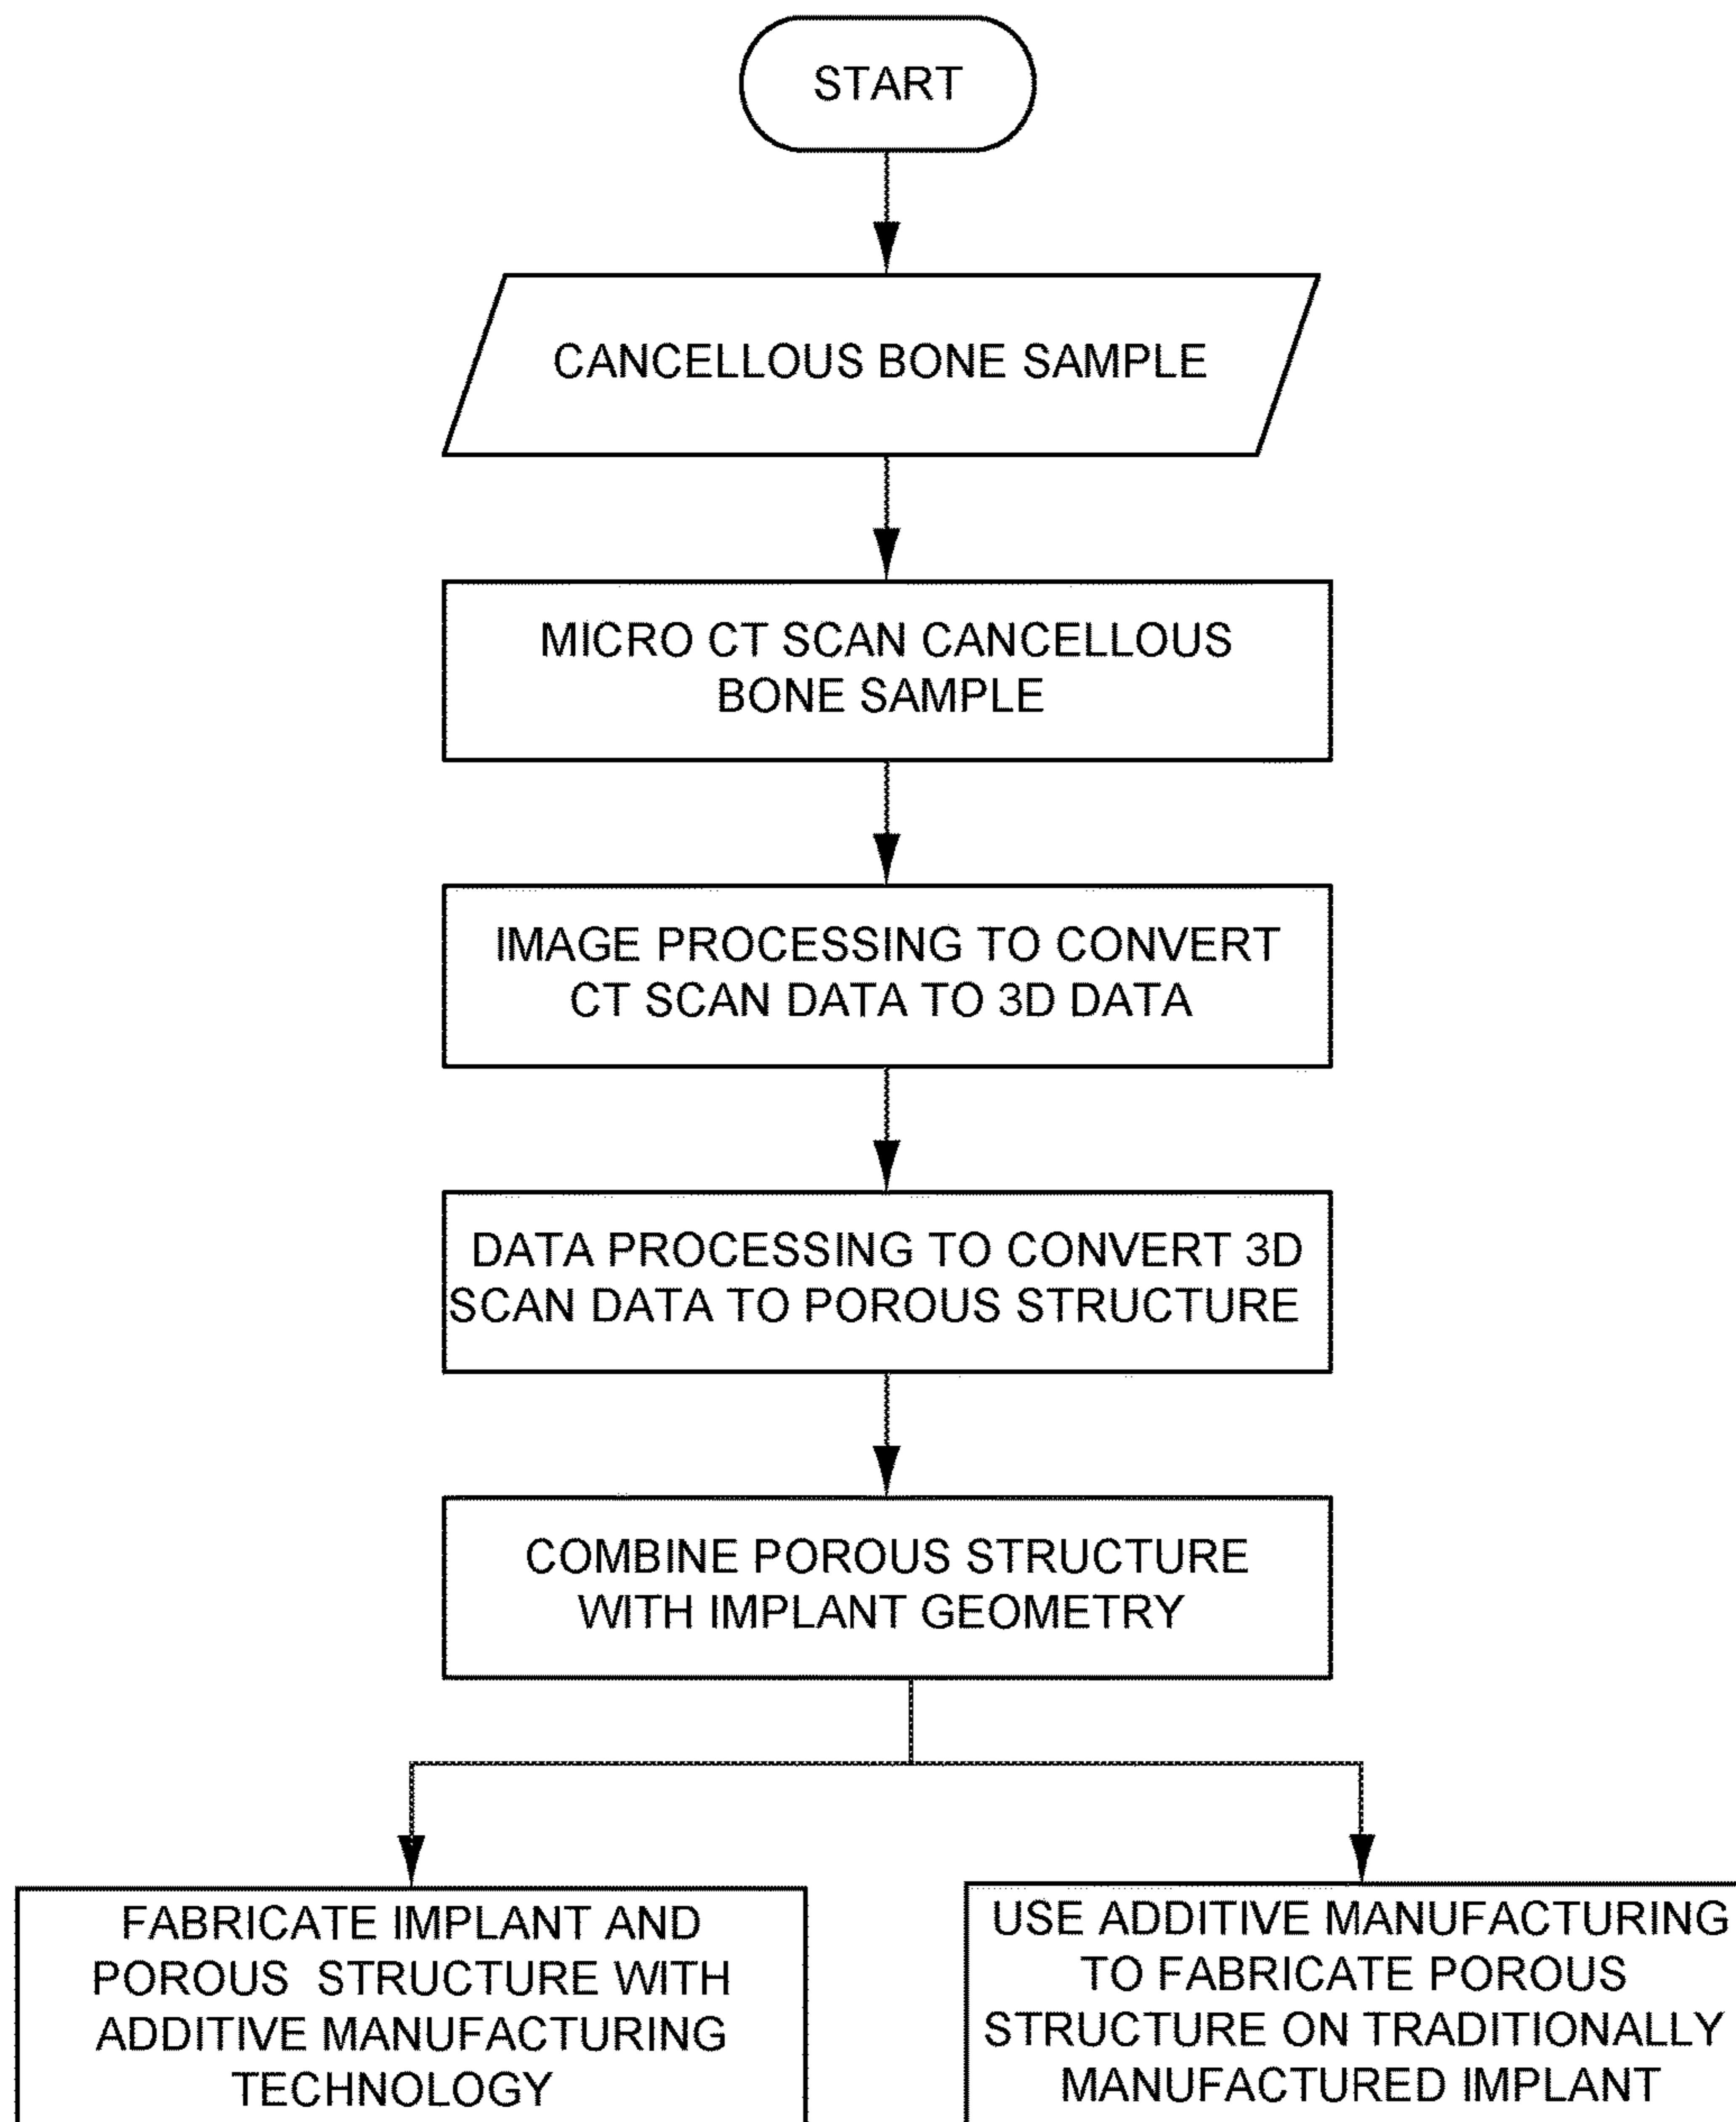 START
CANCELLOUS BONE SAMPLE
MICRO CT SCAN CANCELLOUS
BONE SAMPLE
IMAGE PROCESSING TO CONVERT
CT SCAN DATA TO 3D DATA
DATA PROCESSING TO CONVERT 3D
SCAN DATA TO POROUS STRUCTURE
COMBINE POROUS STRUCTURE
WITH IMPLANT GEOMETRY
FABRICATE IMPLANT AND
POROUS STRUCTURE WITH
ADDITIVE MANUFACTURING
TECHNOLOGY
USE ADDITIVE MANUFACTURING
TO FABRICATE POROUS
STRUCTURE ON TRADITIONALLY
MANUFACTURED IMPLANT